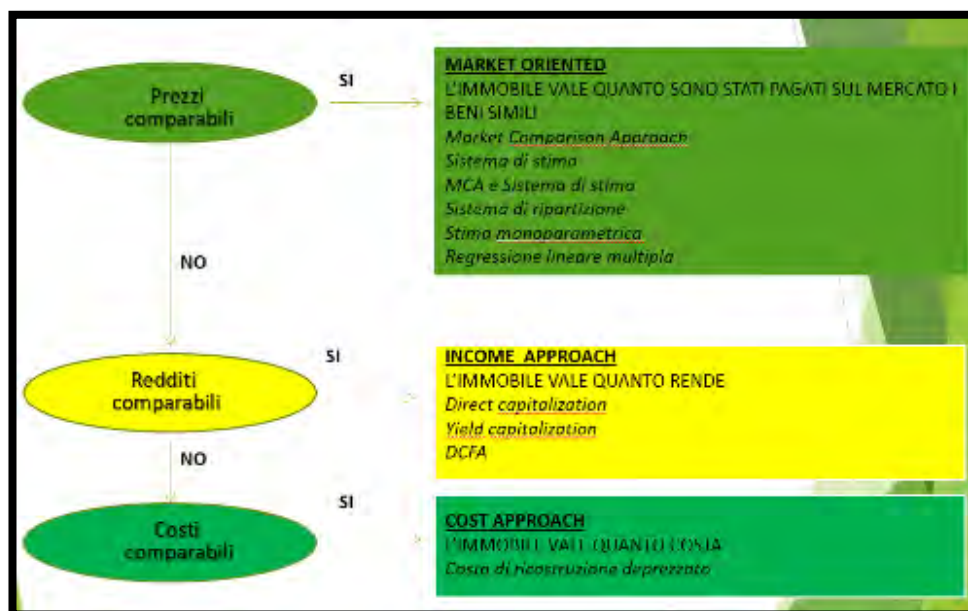 Prezzi
comparabili
SI
MARKET ORIENTED
L'IMMOBILE VALE QUANTO SONO STATI PAGATI SUL MERCATO I
BENI SIMILI
Market Comparison Approach
Sistema di stima
MCA e Sistema di stima
Sistema di ripartizione
Stima monoparametrica
Regressione lineare multipla
NO
Redditi
comparabili
SI
INCOME APPROACH
L'IMMOBILE VALE QUANTO RENDE
Direct capitalization
Yield capitalization
DCFA
NO
Costi
comparabili
SI
COST APPROACH
L'IMMOBILE VALE QUANTO COSTA
Costo di ricostruzione deprezzato